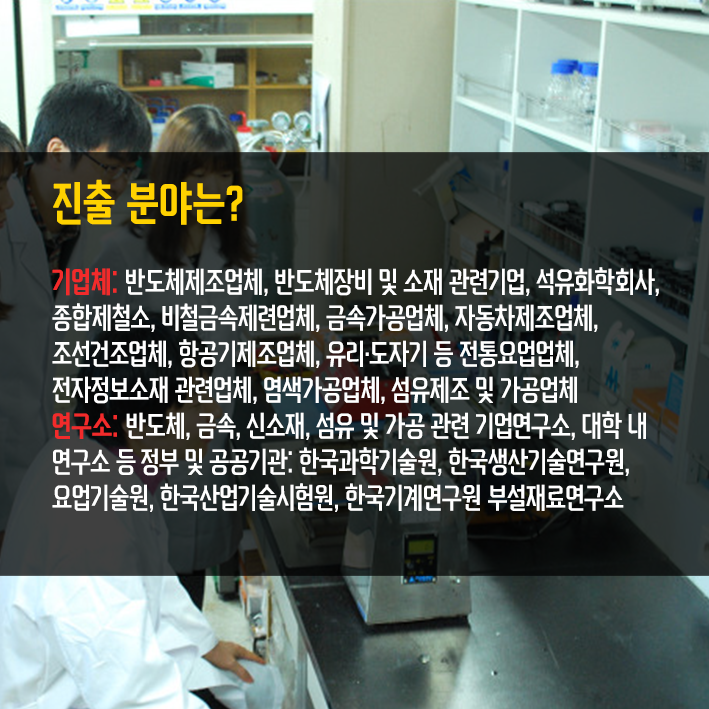 진출 분야는?
기업체: 반도체제조업체, 반도체장비 및 소재 관련기업, 석유화학회사,
종합제철소, 비철금속제련업체, 금속가공업체, 자동차제조업체,
조선건조업체, 항공기제조업체, 유리·도자기 등 전통요업업체,
전자정보소재 관련업체, 염색가공업체, 섬유제조 및 가공업체
연구소: 반도체, 금속, 신소재, 섬유 및 가공 관련 기업연구소, 대학 내
연구소 등 정부 및 공공기관: 한국과학기술원, 한국생산기술연구원,
요업기술원, 한국산업기술시험원, 한국기계연구원 부설재료연구소